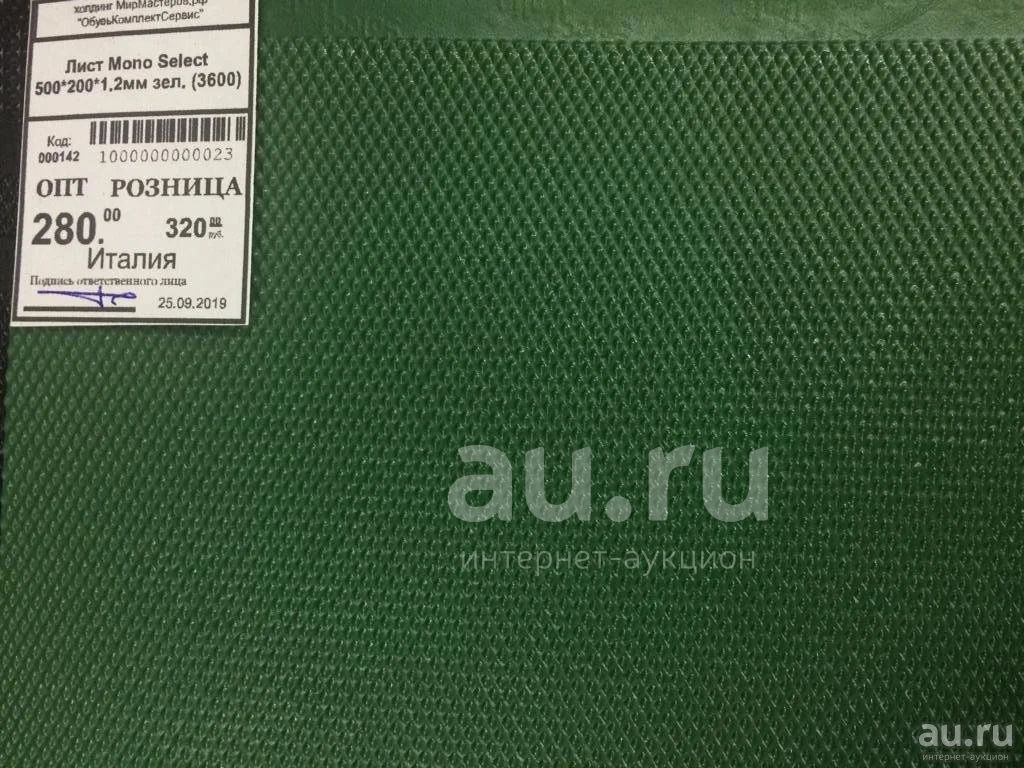 холдинг МирМастеров.рф
"ОбувьКомплектСервис"
Лист Mono Select
500*200*1,2мм зел. (3600)
Код:
000142
1000000000023
ОПТ РОЗНИЦА
280.00
320 00 руб.
Италия
Подпись ответственного лица
25.09.2019
au.ru
интернет-аукцион
au.ru
интернет-аукцион